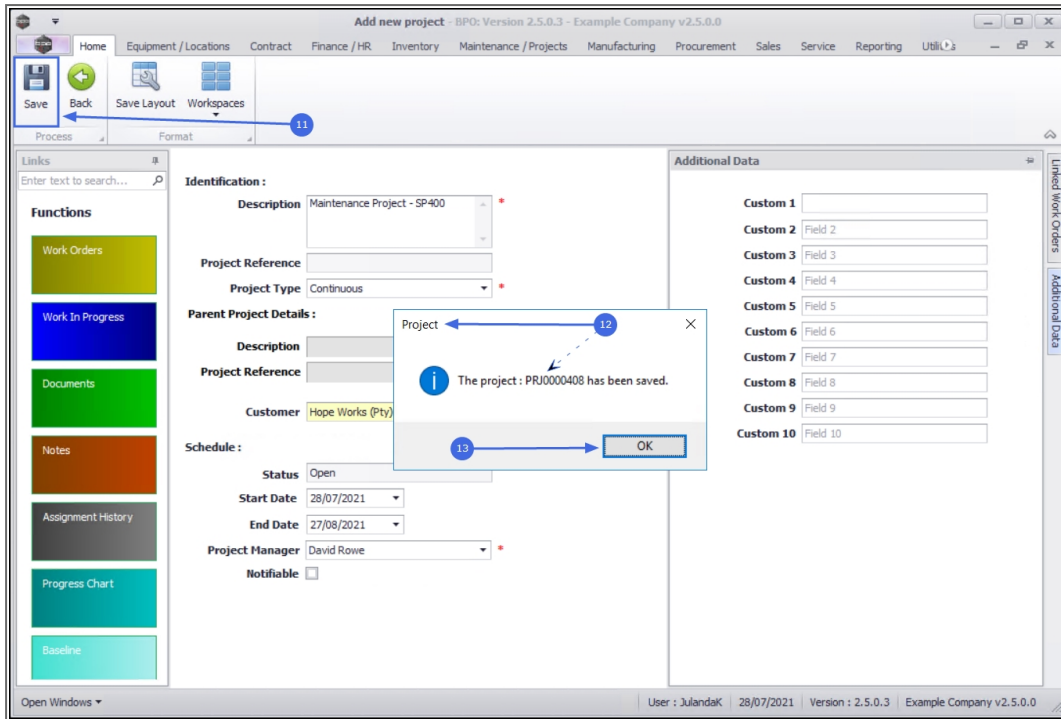 Add new project - BPO: Version 2.5.0.3 - Example Company v2.5.0.0
Home Equipment / Locations Contract Finance / HR Inventory Maintenance / Projects Manufacturing Procurement Sales Service Reporting
Save Back Save Layout Workspaces
11
Process Format
Links
Enter text to search...
Functions
Work Orders
Work In Progress
Documents
Notes
Assignment History
Progress Chart
Baseline
Identification :
Description Maintenance Project - SP400 *
Project Reference
Project Type Continuous *
Parent Project Details :
Description
Project Reference
Customer Hope Works (Pty)
Schedule :
Status Open
Start Date 28/07/2021
End Date 27/08/2021
Project Manager David Rowe *
Notifiable
Project
12
The project : PRJ0000408 has been saved.
13
OK
Additional Data
Custom 1
Custom 2 Field 2
Custom 3 Field 3
Custom 4 Field 4
Custom 5 Field 5
Custom 6 Field 6
Custom 7 Field 7
Custom 8 Field 8
Custom 9 Field 9
Custom 10 Field 10
Linked Work Orders
Additional Data
Open Windows
User : JulandaK 28/07/2021 Version : 2.5.0.3 Example Company v2.5.0.0